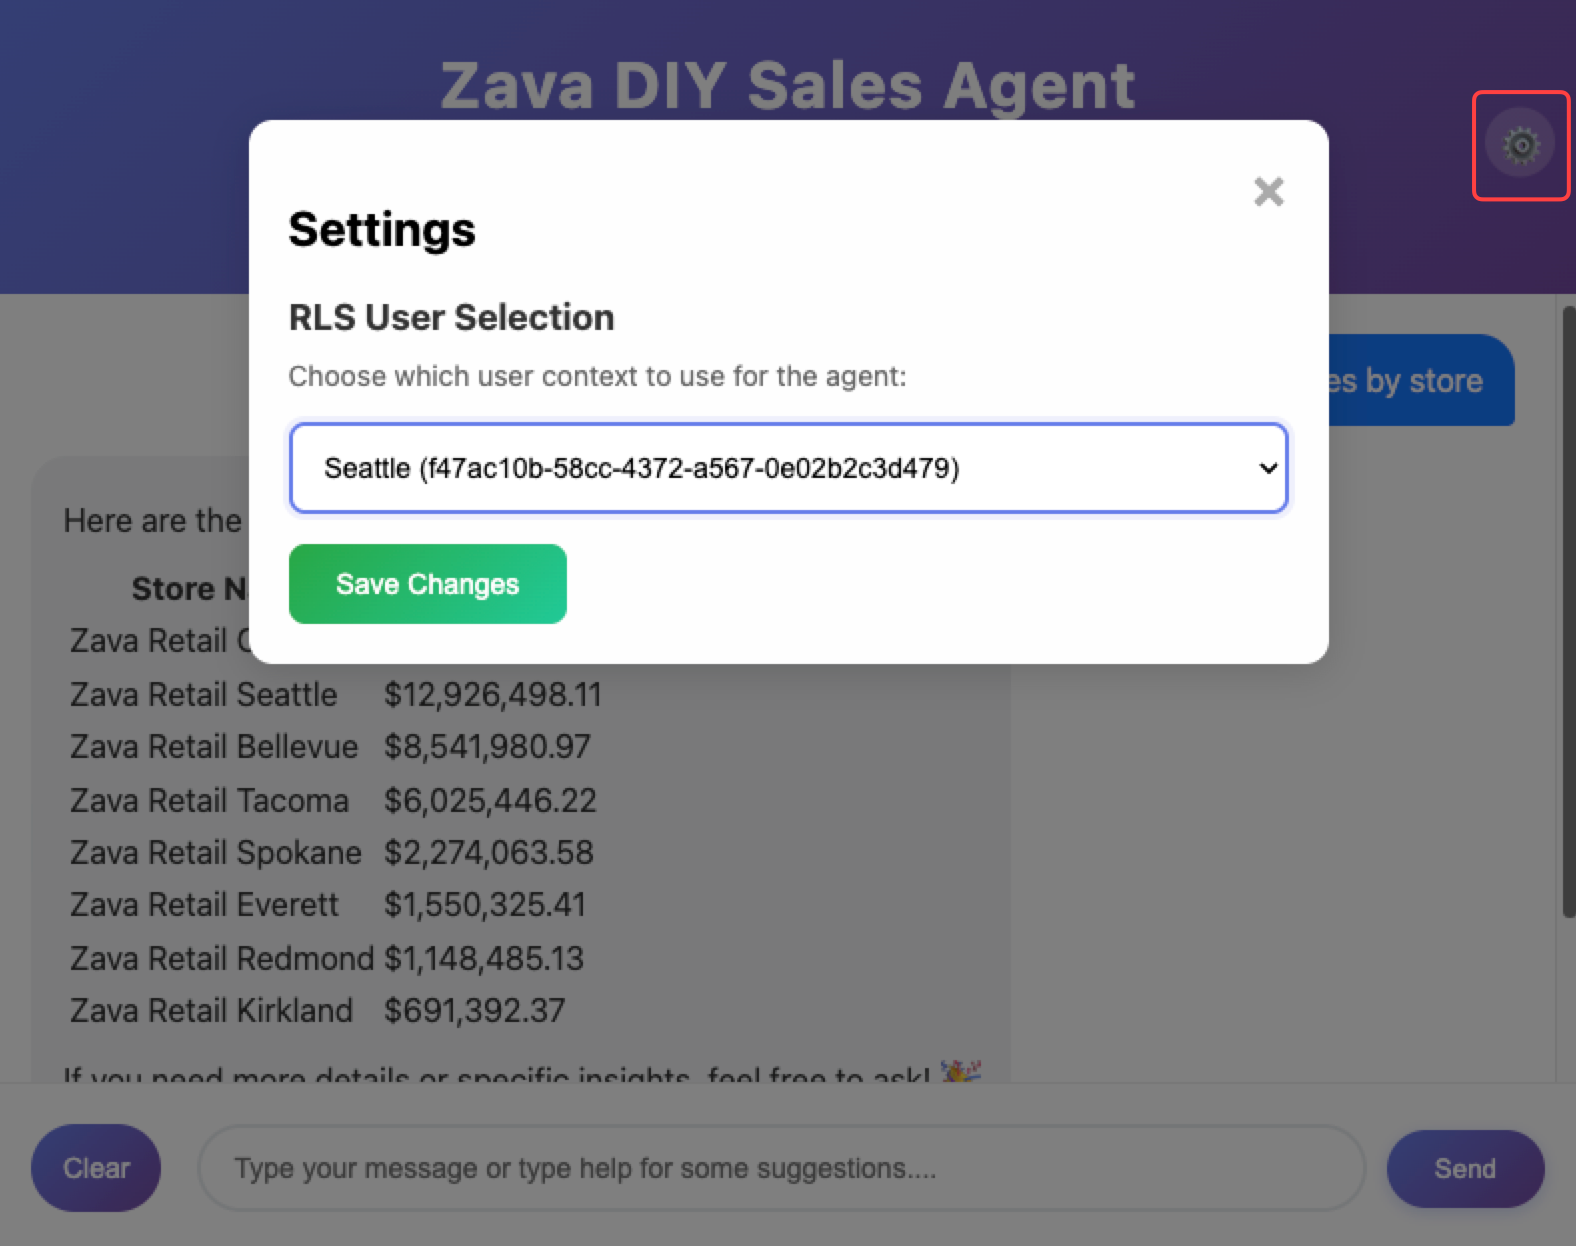 Zava DIY Sales Agent
Settings
RLS User Selection
Choose which user context to use for the agent:
Seattle (f47ac10b-58cc-4372-a567-0e02b2c3d479)
Save Changes
by store
Here are the
Store
Zava Retail
Zava Retail Seattle $12,926,498.11
Zava Retail Bellevue $8,541,980.97
Zava Retail Tacoma $6,025,446.22
Zava Retail Spokane $2,274,063.58
Zava Retail Everett $1,550,325.41
Zava Retail Redmond $1,148,485.13
Zava Retail Kirkland $691,392.37
If you need more details or specific insights, feel free to ask!
Clear
Type your message or type help for some suggestions....
Send